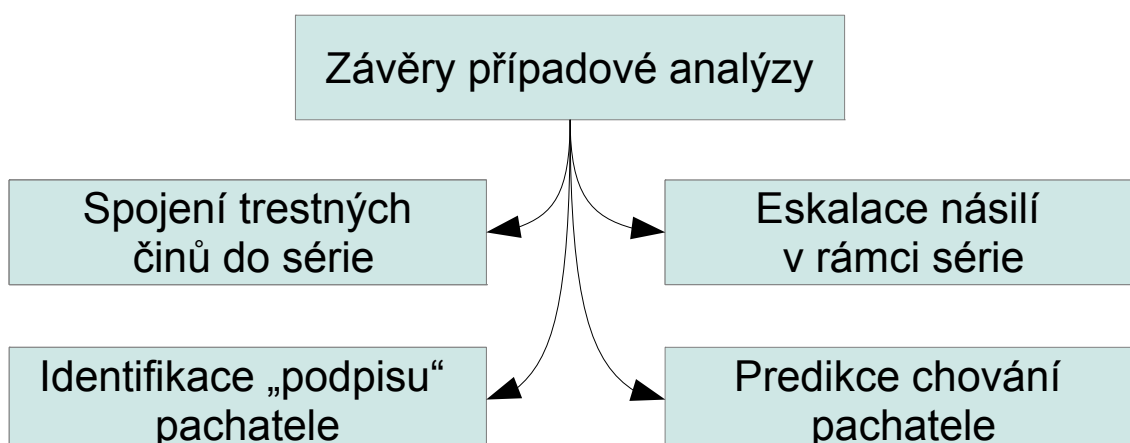 Závěry případové analýzy
Spojení trestných
činů do série
Eskalace násilí
v rámci série
Identifikace „podpisu“
pachatele
Predikce chování
pachatele